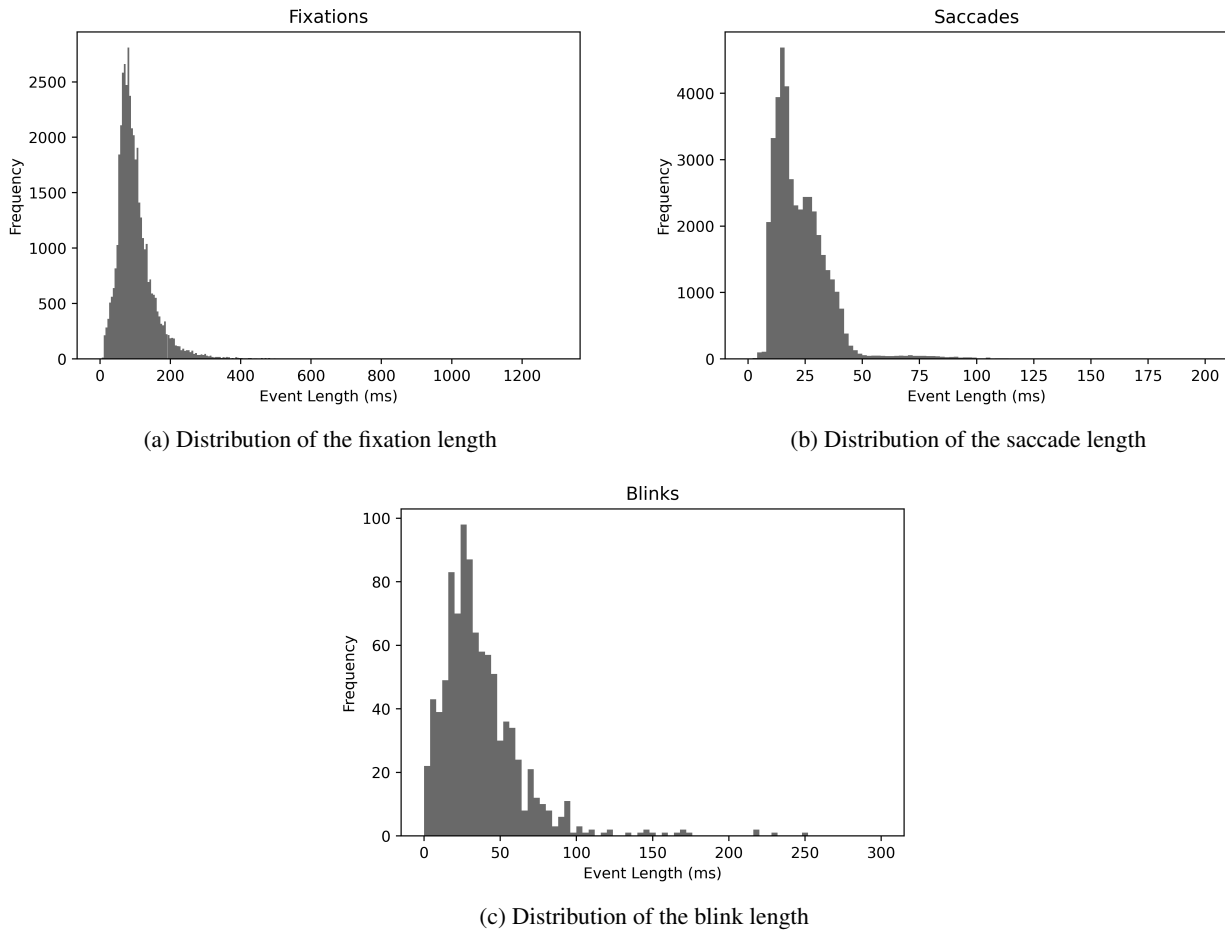 Fixations
2500
2000
1500
1000
500
0
Frequency
0 200 400 600 800 1000 1200
Event Length (ms)
(a) Distribution of the fixation length
Saccades
4000
3000
2000
1000
0
Frequency
0 25 50 75 100 125 150 175 200
Event Length (ms)
(b) Distribution of the saccade length
Blinks
100
80
60
40
20
0
Frequency
0 50 100 150 200 250 300
Event Length (ms)
(c) Distribution of the blink length